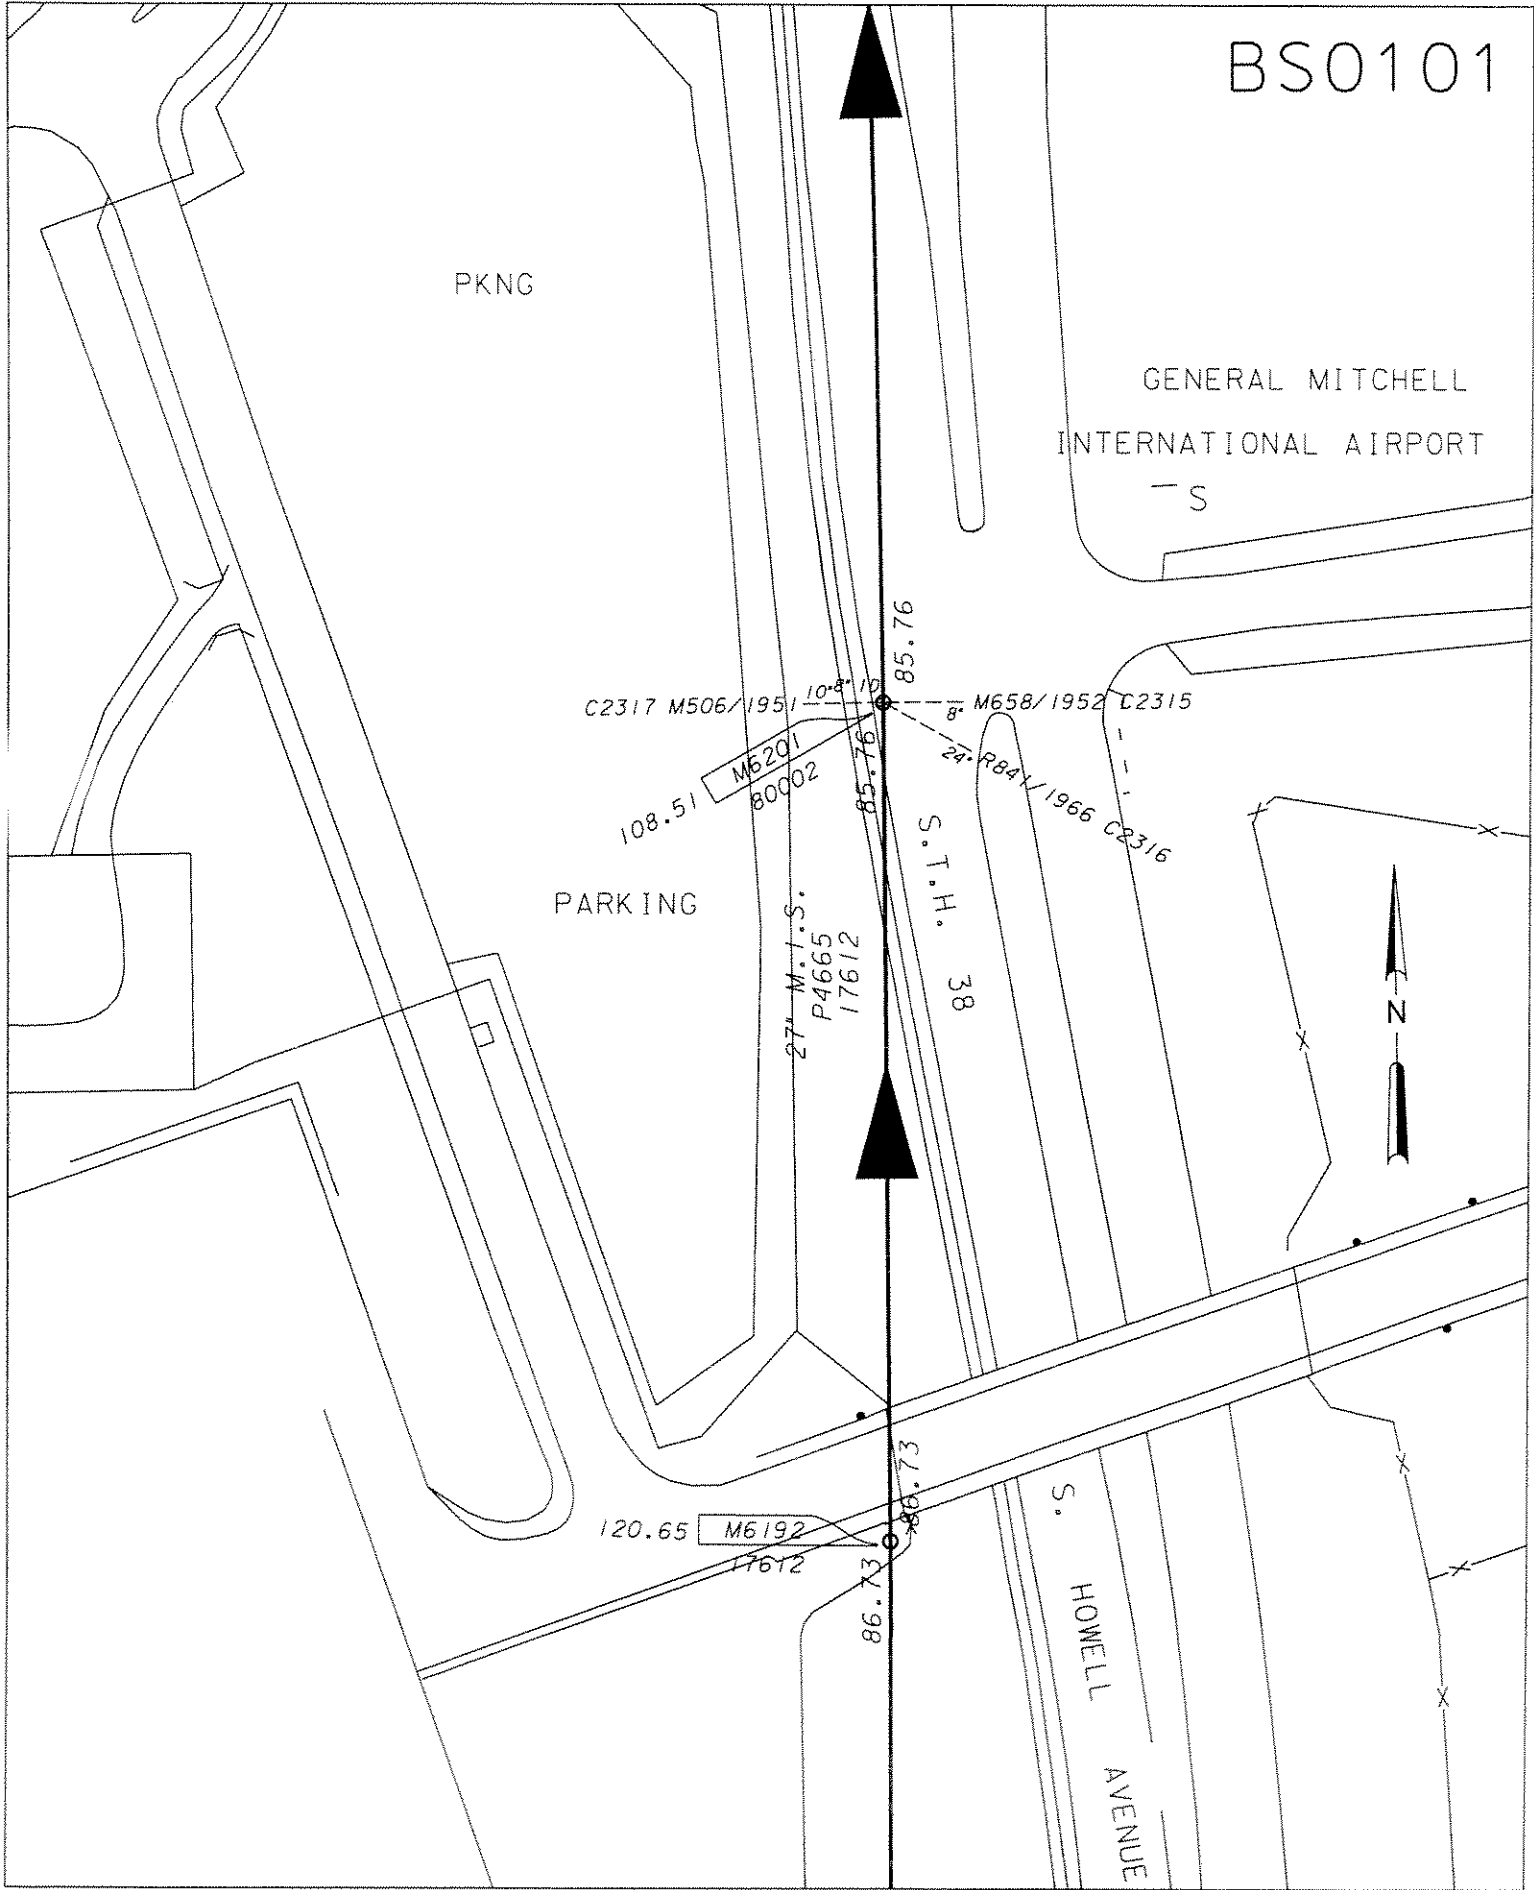 BS0101
PKNG
GENERAL MITCHELL
INTERNATIONAL AIRPORT
S
85.76
C2317 M506/1951 10" 8" 10
8" M658/1952 C2315
24" R841/1966 C2316
85.76
M6201
80002
108.51
S.T.H. 38
PARKING
27" M.I.S.
P4665
17612
N
86.73
120.65 M6192
17612
86.73
S. HOWELL AVENUE